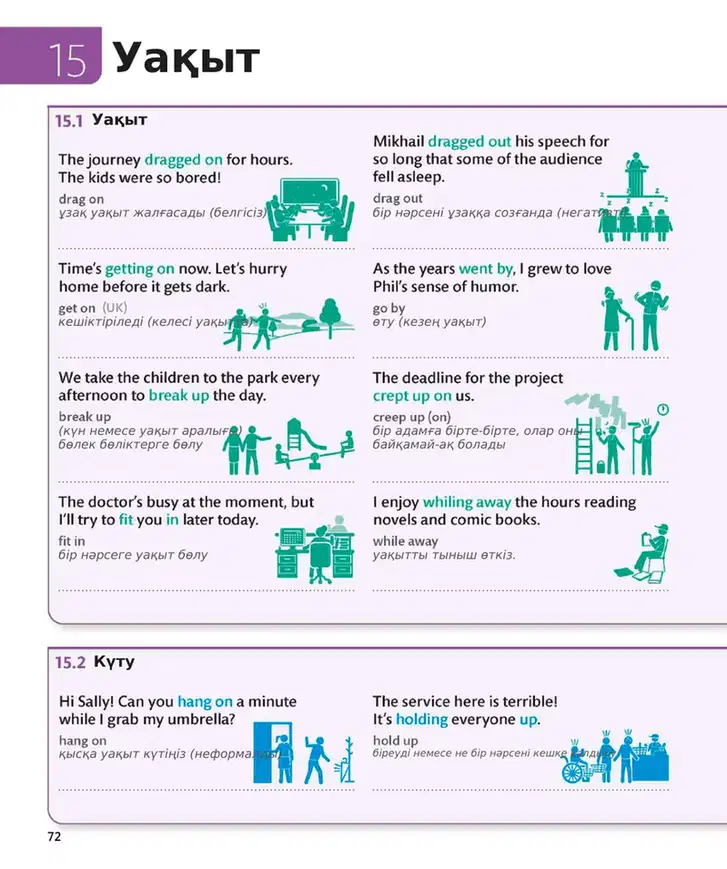 15 Уақыт
15.1 Уақыт
The journey dragged on for hours.
The kids were so bored!
drag on
ұзақ уақыт жалғасады (белгісіз)
Mikhail dragged out his speech for
so long that some of the audience
fell asleep.
drag out
бір нәрсені ұзаққа созғанда (негативті)
Time's getting on now. Let's hurry
home before it gets dark.
get on (UK)
кешіктіріледі (келесі уақытта)
As the years went by, I grew to love
Phil's sense of humor.
go by
өту (кезең уақыт)
We take the children to the park every
afternoon to break up the day.
break up
(күн немесе уақыт аралығы)
бөлек бөліктерге бөлу
The deadline for the project
crept up on us.
creep up (on)
бір адамға бірте-бірте, олар оны
байқамай-ақ болады
The doctor's busy at the moment, but
I'll try to fit you in later today.
fit in
бір нәрсеге уақыт бөлу
I enjoy whiling away the hours reading
novels and comic books.
while away
уақытты тыныш өткіз.
15.2 Күту
Hi Sally! Can you hang on a minute
while I grab my umbrella?
hang on
қысқа уақыт күтіңіз (неформалды)
The service here is terrible!
It's holding everyone up.
hold up
біреуді немесе не бір нәрсені кешке
72